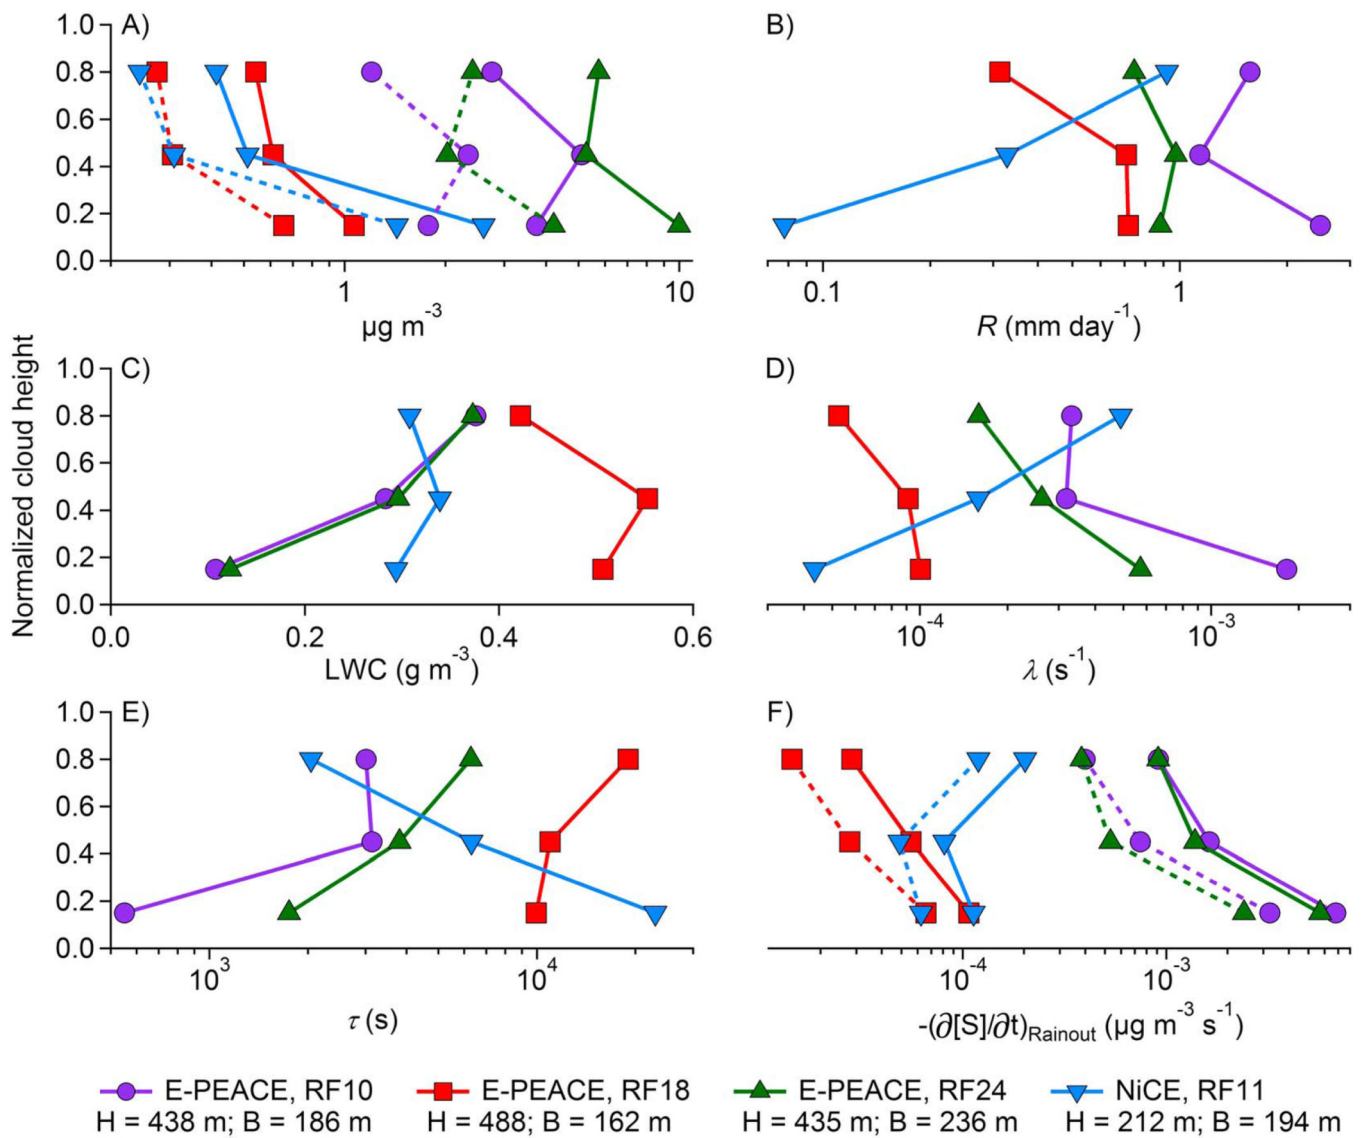 A)
B)
1.0
0.8
0.6
0.4
0.2
0.0
1
10
0.1
1
µg m-3
R (mm day-1)
Normalized cloud height
C)
D)
1.0
0.8
0.6
0.4
0.2
0.0
0.0
0.2
0.4
0.6
10-4
10-3
LWC (g m-3)
λ (s-1)
E)
F)
1.0
0.8
0.6
0.4
0.2
0.0
103
104
10-4
10-3
τ (s)
-(∂[S]/∂t)Rainout (µg m-3 s-1)
E-PEACE, RF10
H = 438 m; B = 186 m
E-PEACE, RF18
H = 488; B = 162 m
E-PEACE, RF24
H = 435 m; B = 236 m
NiCE, RF11
H = 212 m; B = 194 m